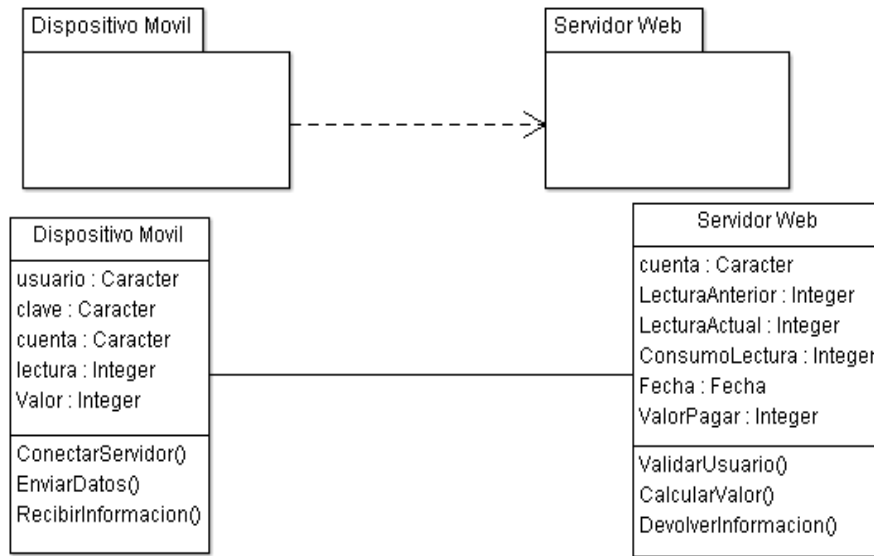 Dispositivo Movil
Servidor Web
Dispositivo Movil
usuario : Caracter
clave : Caracter
cuenta : Caracter
lectura : Integer
Valor : Integer
ConectarServidor()
EnviarDatos()
RecibirInformacion()
Servidor Web
cuenta : Caracter
LecturaAnterior : Integer
LecturaActual : Integer
ConsumoLectura : Integer
Fecha : Fecha
ValorPagar : Integer
ValidarUsuario()
CalcularValor()
DevolverInformacion()